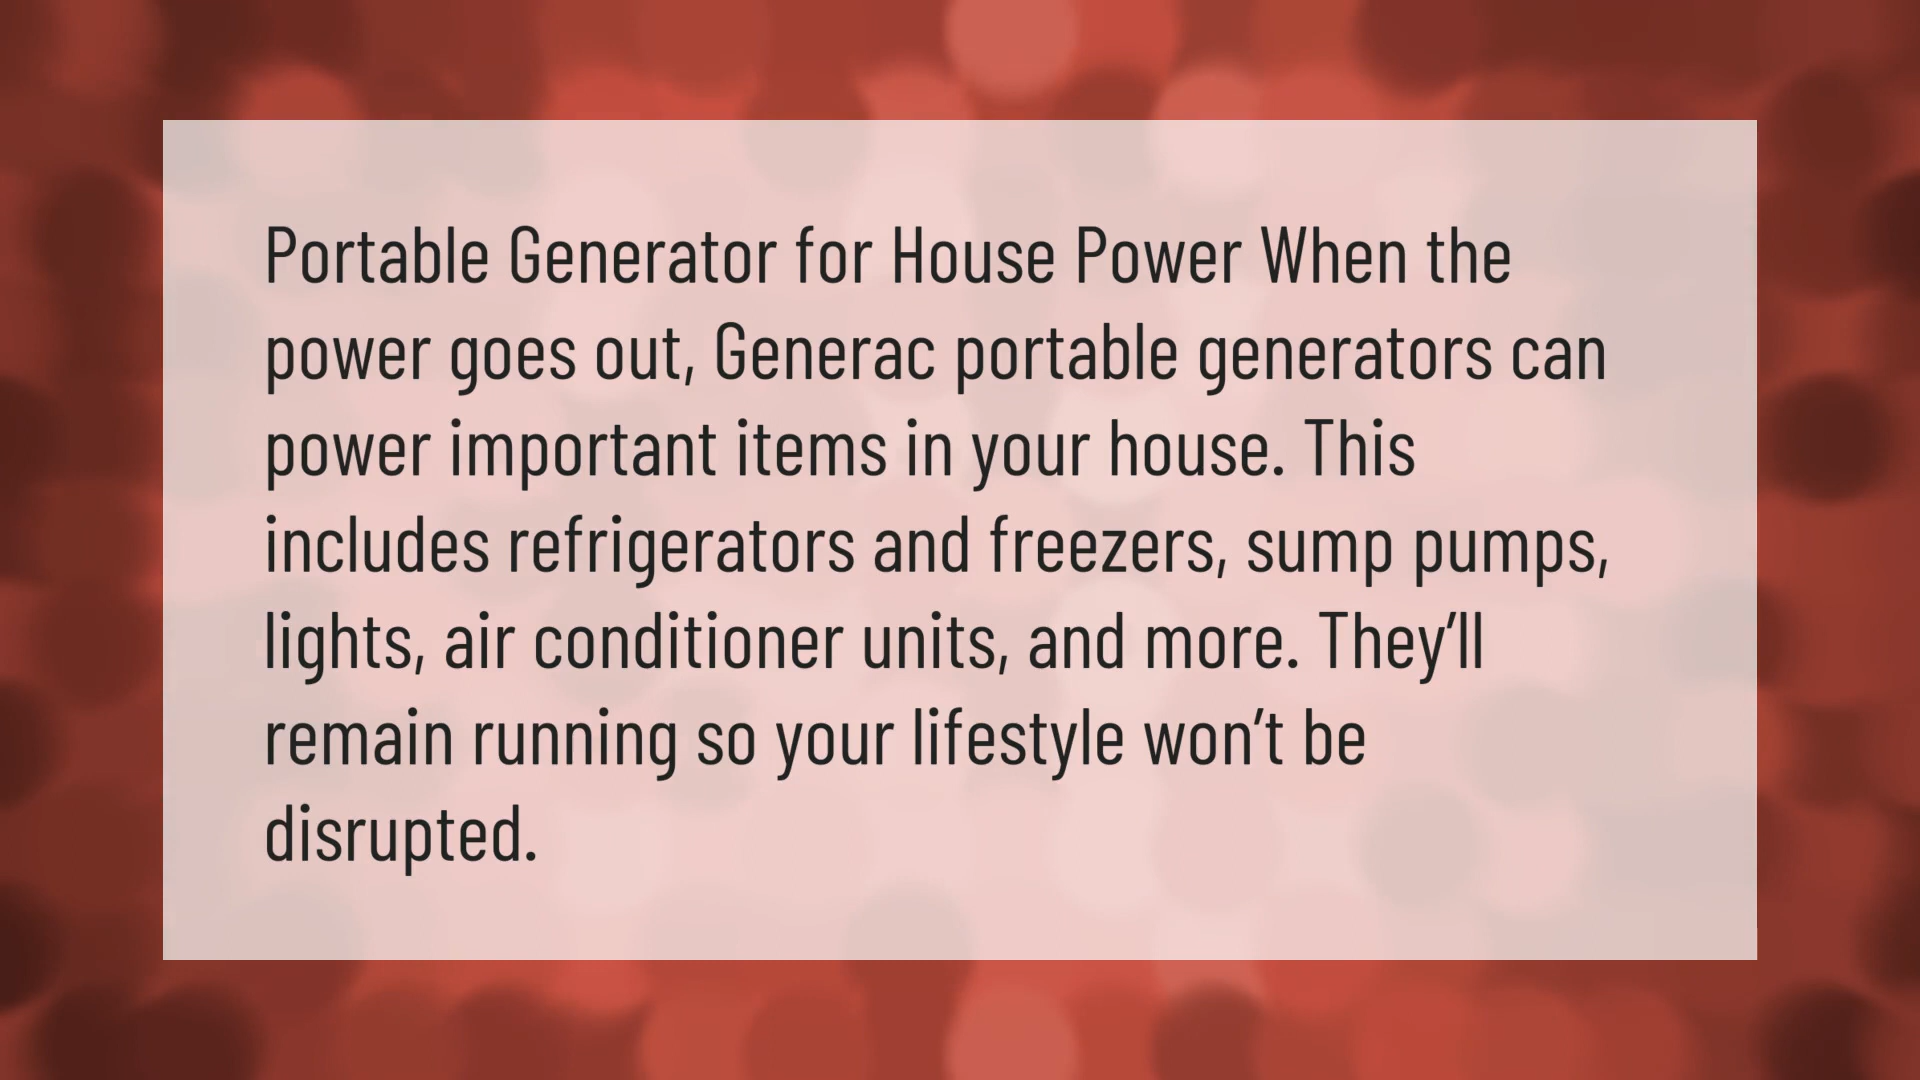 Portable Generator for House Power When the
power goes out, Generac portable generators can
power important items in your house. This
includes refrigerators and freezers, sump pumps,
lights, air conditioner units, and more. They’ll
remain running so your lifestyle won’t be
disrupted.